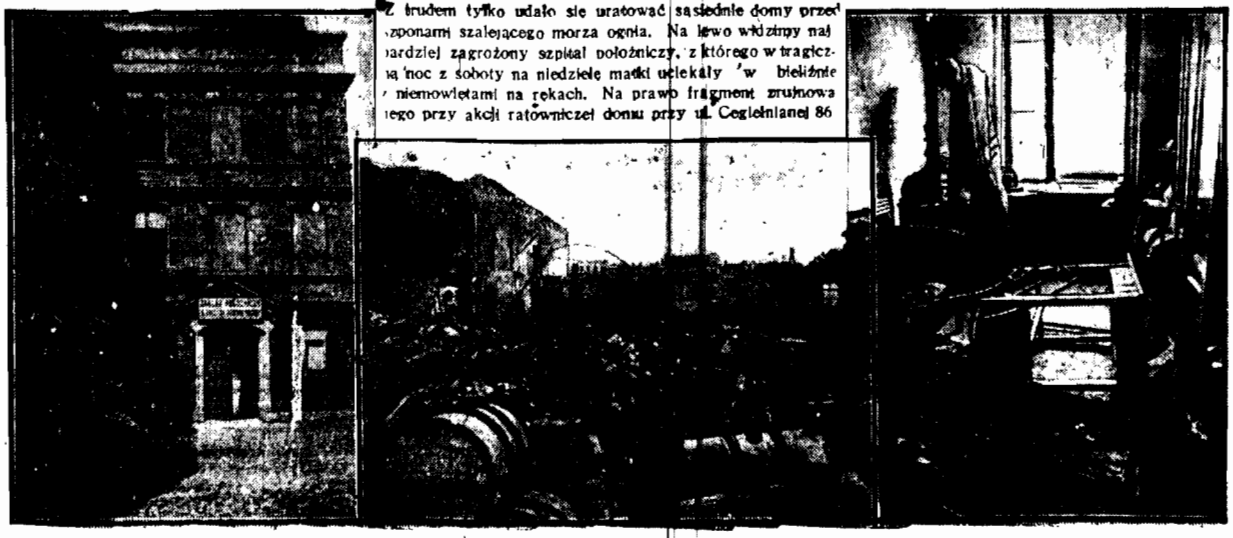 Z trudem tylko udało się uratować sąsiednie domy przed
szponami szalejącego morza ognia. Na lewo widzimy naj
bardziej zagrożony szpital położniczy, z którego w tragicz-
ną noc z soboty na niedzielę matki uciekały w bieliźnie
z niemowlętami na rękach. Na prawo fragment zrujnowa
nego przy akcji ratowniczej domu przy ul. Cegielnianej 86